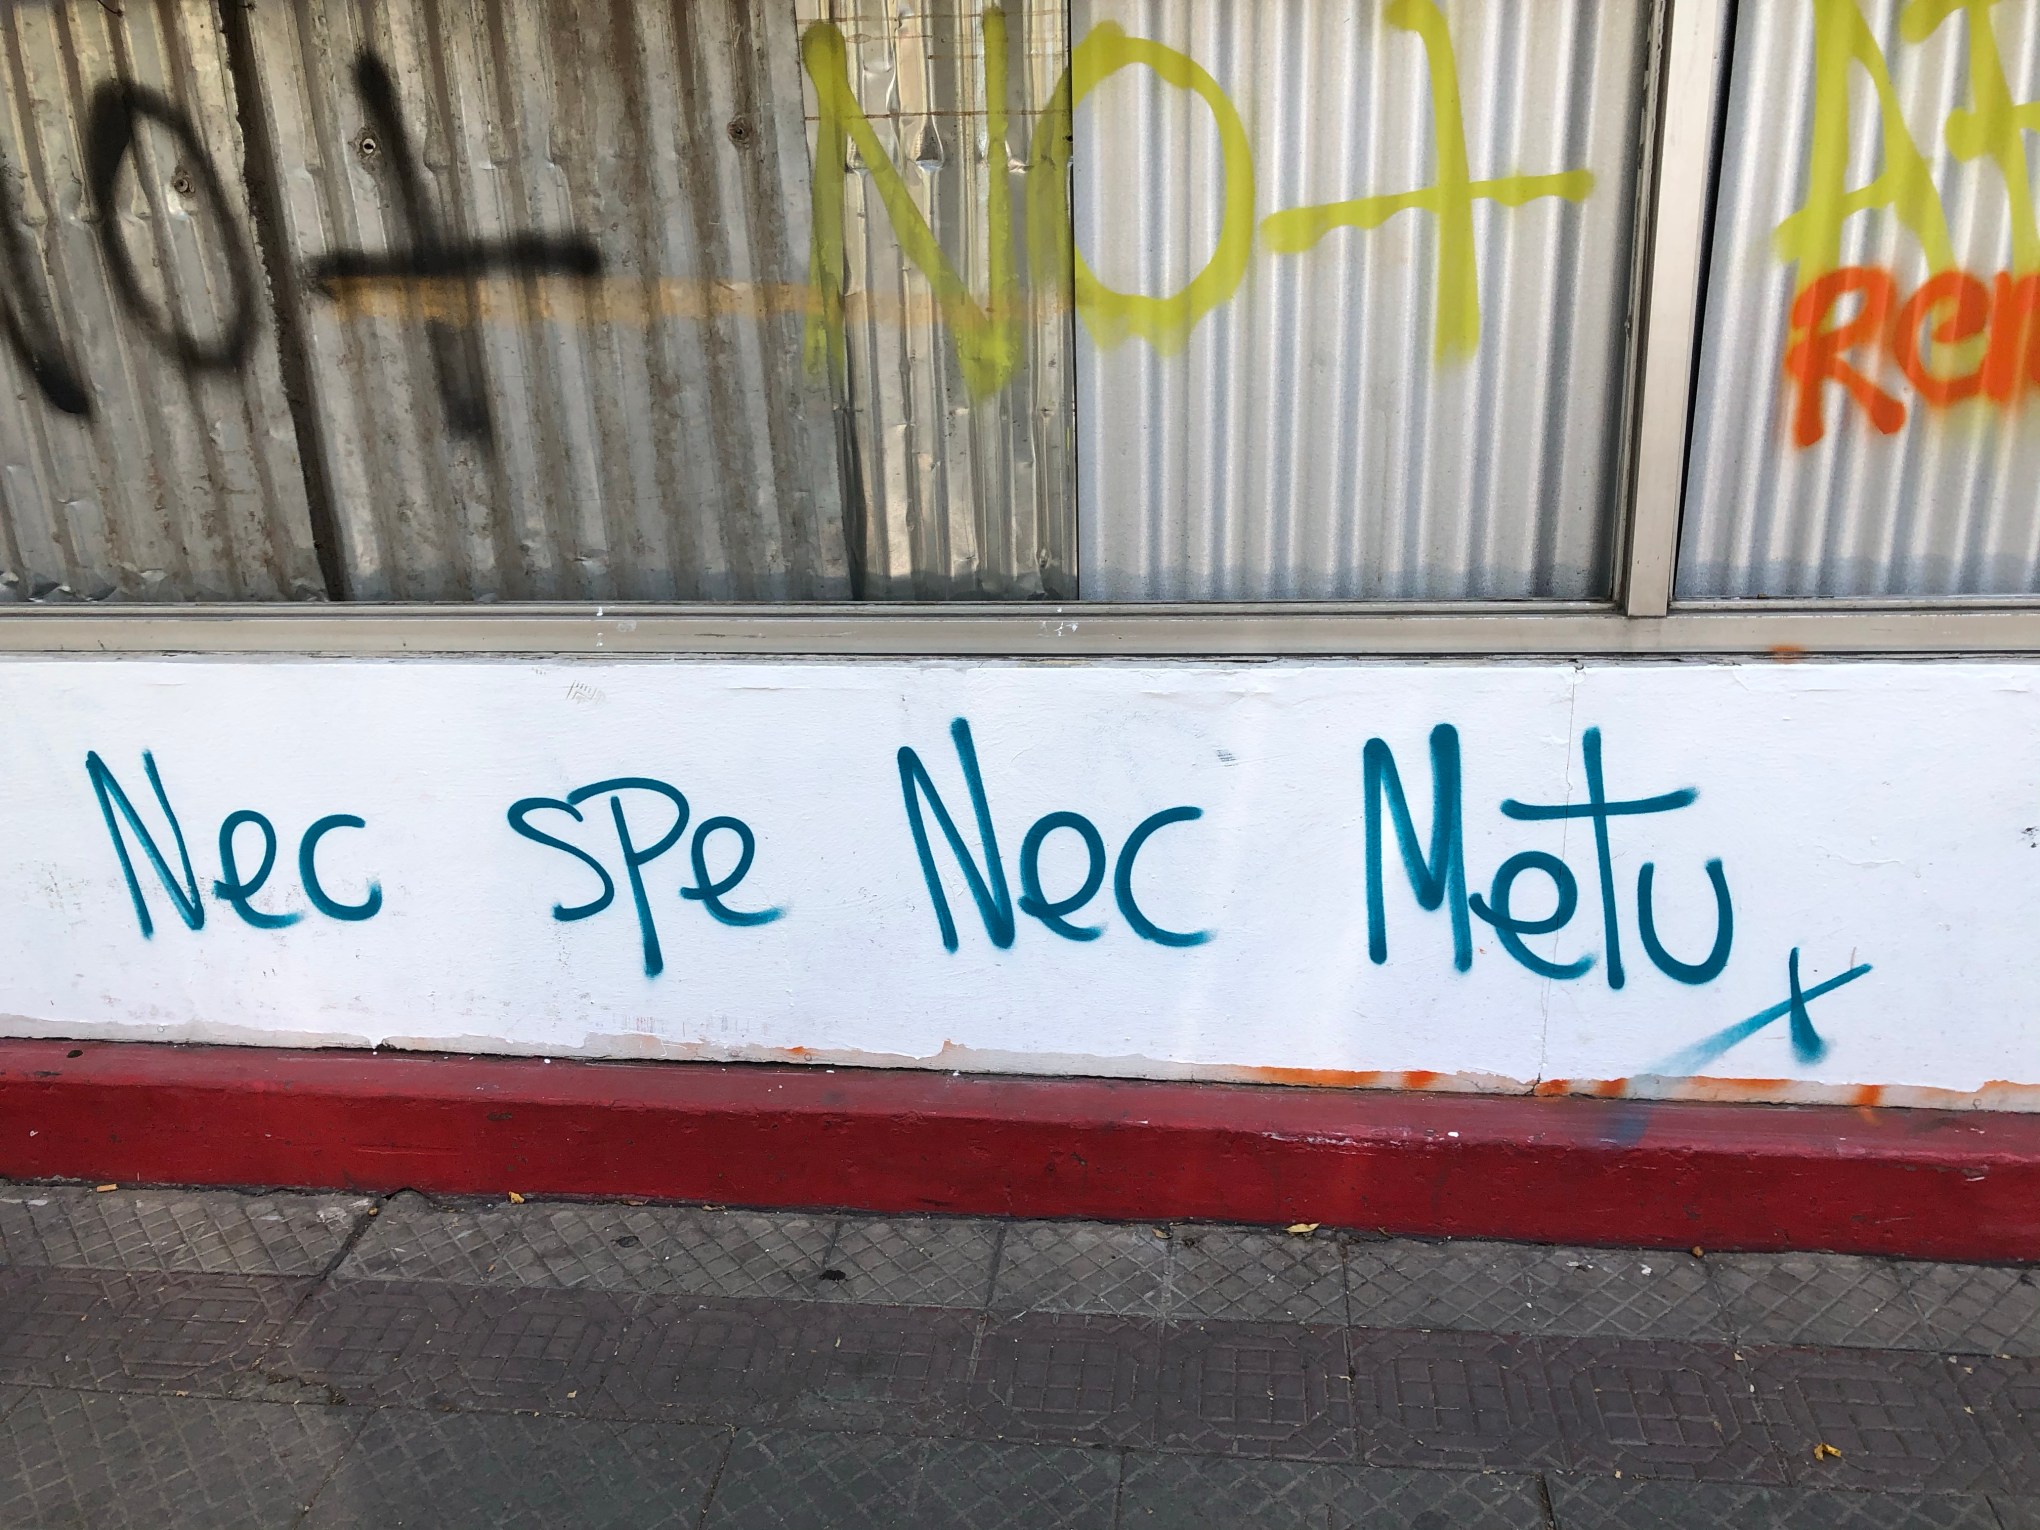 NO+ NO+
Nec spe Nec Metu